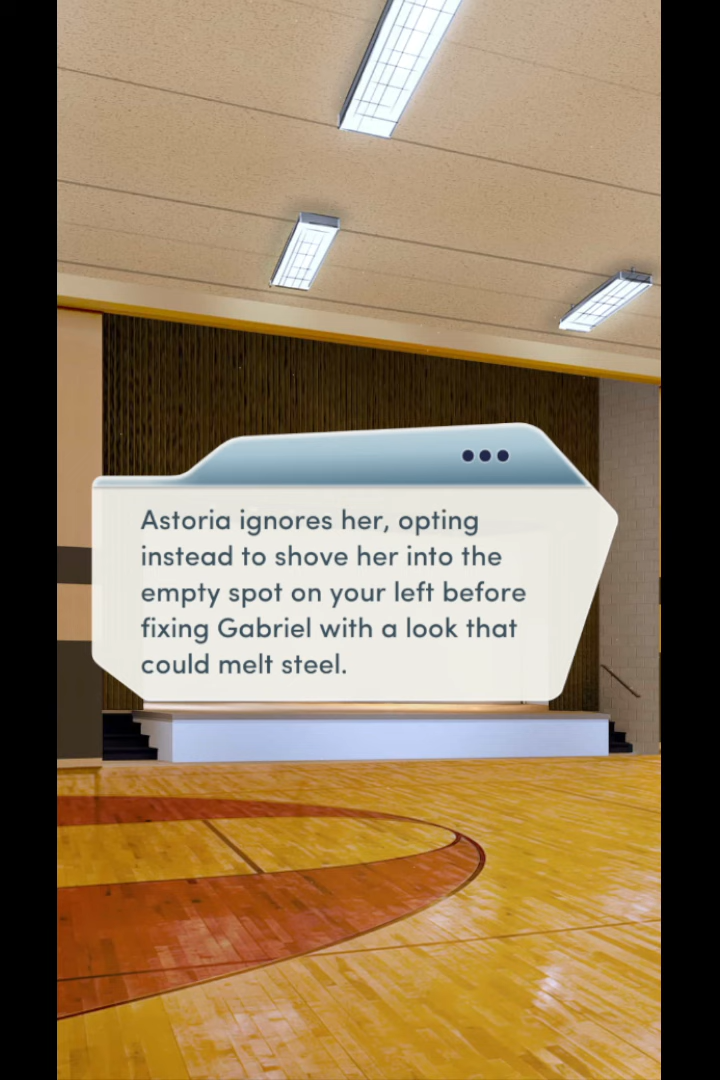 Astoria ignores her, opting
instead to shove her into the
empty spot on your left before
fixing Gabriel with a look that
could melt steel.